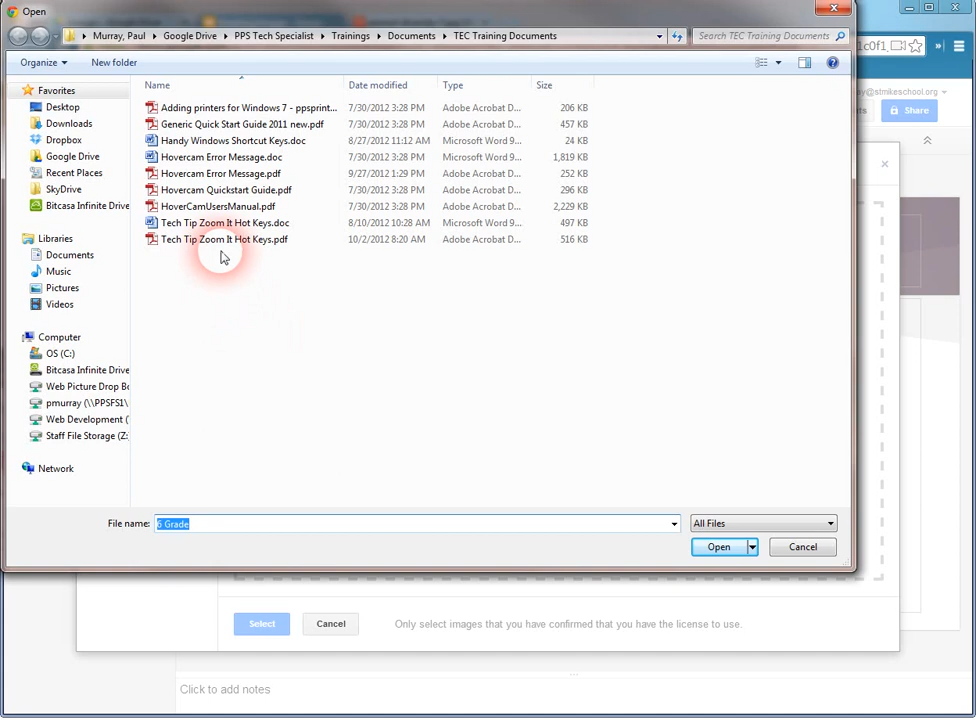 Open
Murray, Paul Google Drive PPS Tech Specialist Trainings Documents TEC Training Documents
Search TEC Training Documents
1c0f1
»
Organize New folder
ay@stmikeschool.org
Share
Name Date modified Type Size
Favorites
Desktop
Downloads
Dropbox
Google Drive
Recent Places
SkyDrive
Bitcasa Infinite Drive
Libraries
Documents
Music
Pictures
Videos
Computer
OS (C:)
Bitcasa Infinite Drive
Web Picture Drop Bo
pmurray (\\PPSFS1\
Web Development (
Staff File Storage (Z:
Network
Adding printers for Windows 7 - ppsprint... 7/30/2012 3:28 PM Adobe Acrobat D... 206 KB
Generic Quick Start Guide 2011 new.pdf 7/30/2012 3:28 PM Adobe Acrobat D... 457 KB
Handy Windows Shortcut Keys.doc 8/27/2012 11:12 AM Microsoft Word 9... 24 KB
Hovercam Error Message.doc 7/30/2012 3:28 PM Microsoft Word 9... 1,819 KB
Hovercam Error Message.pdf 9/27/2012 1:29 PM Adobe Acrobat D... 252 KB
Hovercam Quickstart Guide.pdf 7/30/2012 3:28 PM Adobe Acrobat D... 296 KB
HoverCamUsersManual.pdf 7/30/2012 3:28 PM Adobe Acrobat D... 2,229 KB
Tech Tip Zoom It Hot Keys.doc 8/10/2012 10:28 AM Microsoft Word 9... 497 KB
Tech Tip Zoom It Hot Keys.pdf 10/2/2012 8:20 AM Adobe Acrobat D... 516 KB
File name: 6 Grade All Files
Open Cancel
Select Cancel Only select images that you have confirmed that you have the license to use.
Click to add notes